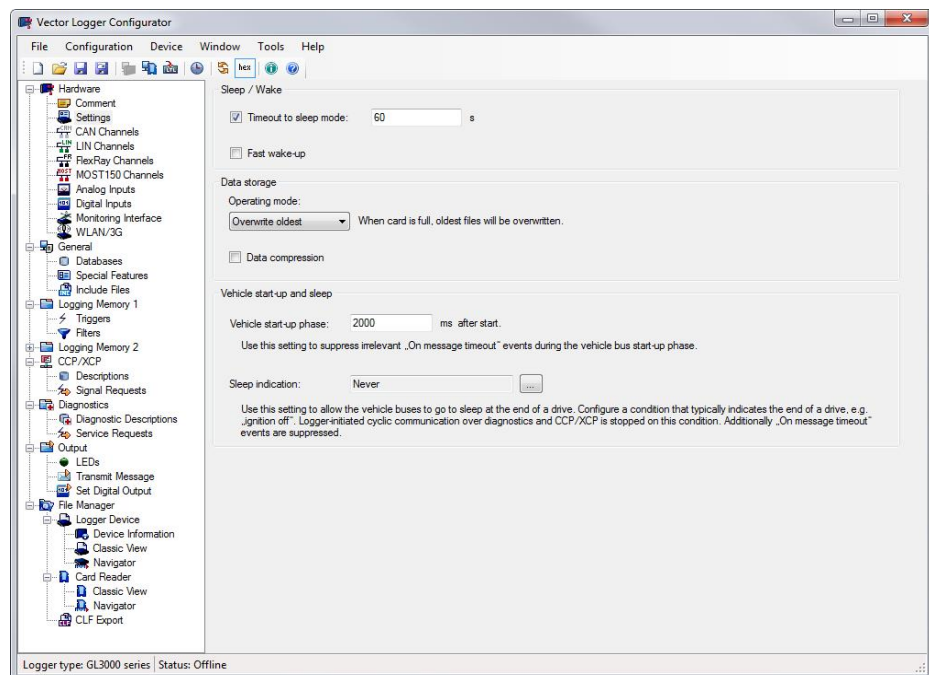 Vector Logger Configurator
File Configuration Device Window Tools Help
hex
Hardware
Comment
Settings
CAN Channels
LIN Channels
FlexRay Channels
MOST150 Channels
Analog Inputs
Digital Inputs
Monitoring Interface
WLAN/3G
General
Databases
Special Features
Include Files
Logging Memory 1
Triggers
Filters
Logging Memory 2
CCP/XCP
Descriptions
Signal Requests
Diagnostics
Diagnostic Descriptions
Service Requests
Output
LEDs
Transmit Message
Set Digital Output
File Manager
Logger Device
Device Information
Classic View
Navigator
Card Reader
Classic View
Navigator
CLF Export
Sleep / Wake
Timeout to sleep mode: 60 s
Fast wake-up
Data storage
Operating mode:
Overwrite oldest When card is full, oldest files will be overwritten.
Data compression
Vehicle start-up and sleep
Vehicle start-up phase: 2000 ms after start.
Use this setting to suppress irrelevant „On message timeout" events during the vehicle bus start-up phase.
Sleep indication: Never ...
Use this setting to allow the vehicle buses to go to sleep at the end of a drive. Configure a condition that typically indicates the end of a drive, e.g.
„ignition off". Logger-initiated cyclic communication over diagnostics and CCP/XCP is stopped on this condition. Additionally „On message timeout"
events are suppressed.
Logger type: GL3000 series Status: Offline